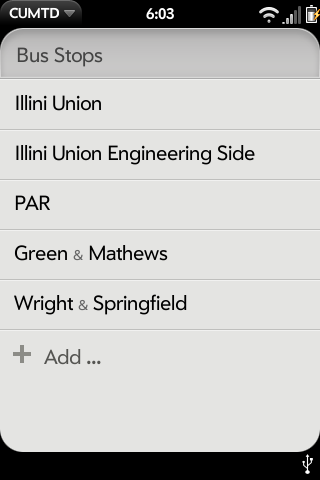 CUMTD 6:03
Bus Stops
Illini Union
Illini Union Engineering Side
PAR
Green & Mathews
Wright & Springfield
+ Add ...